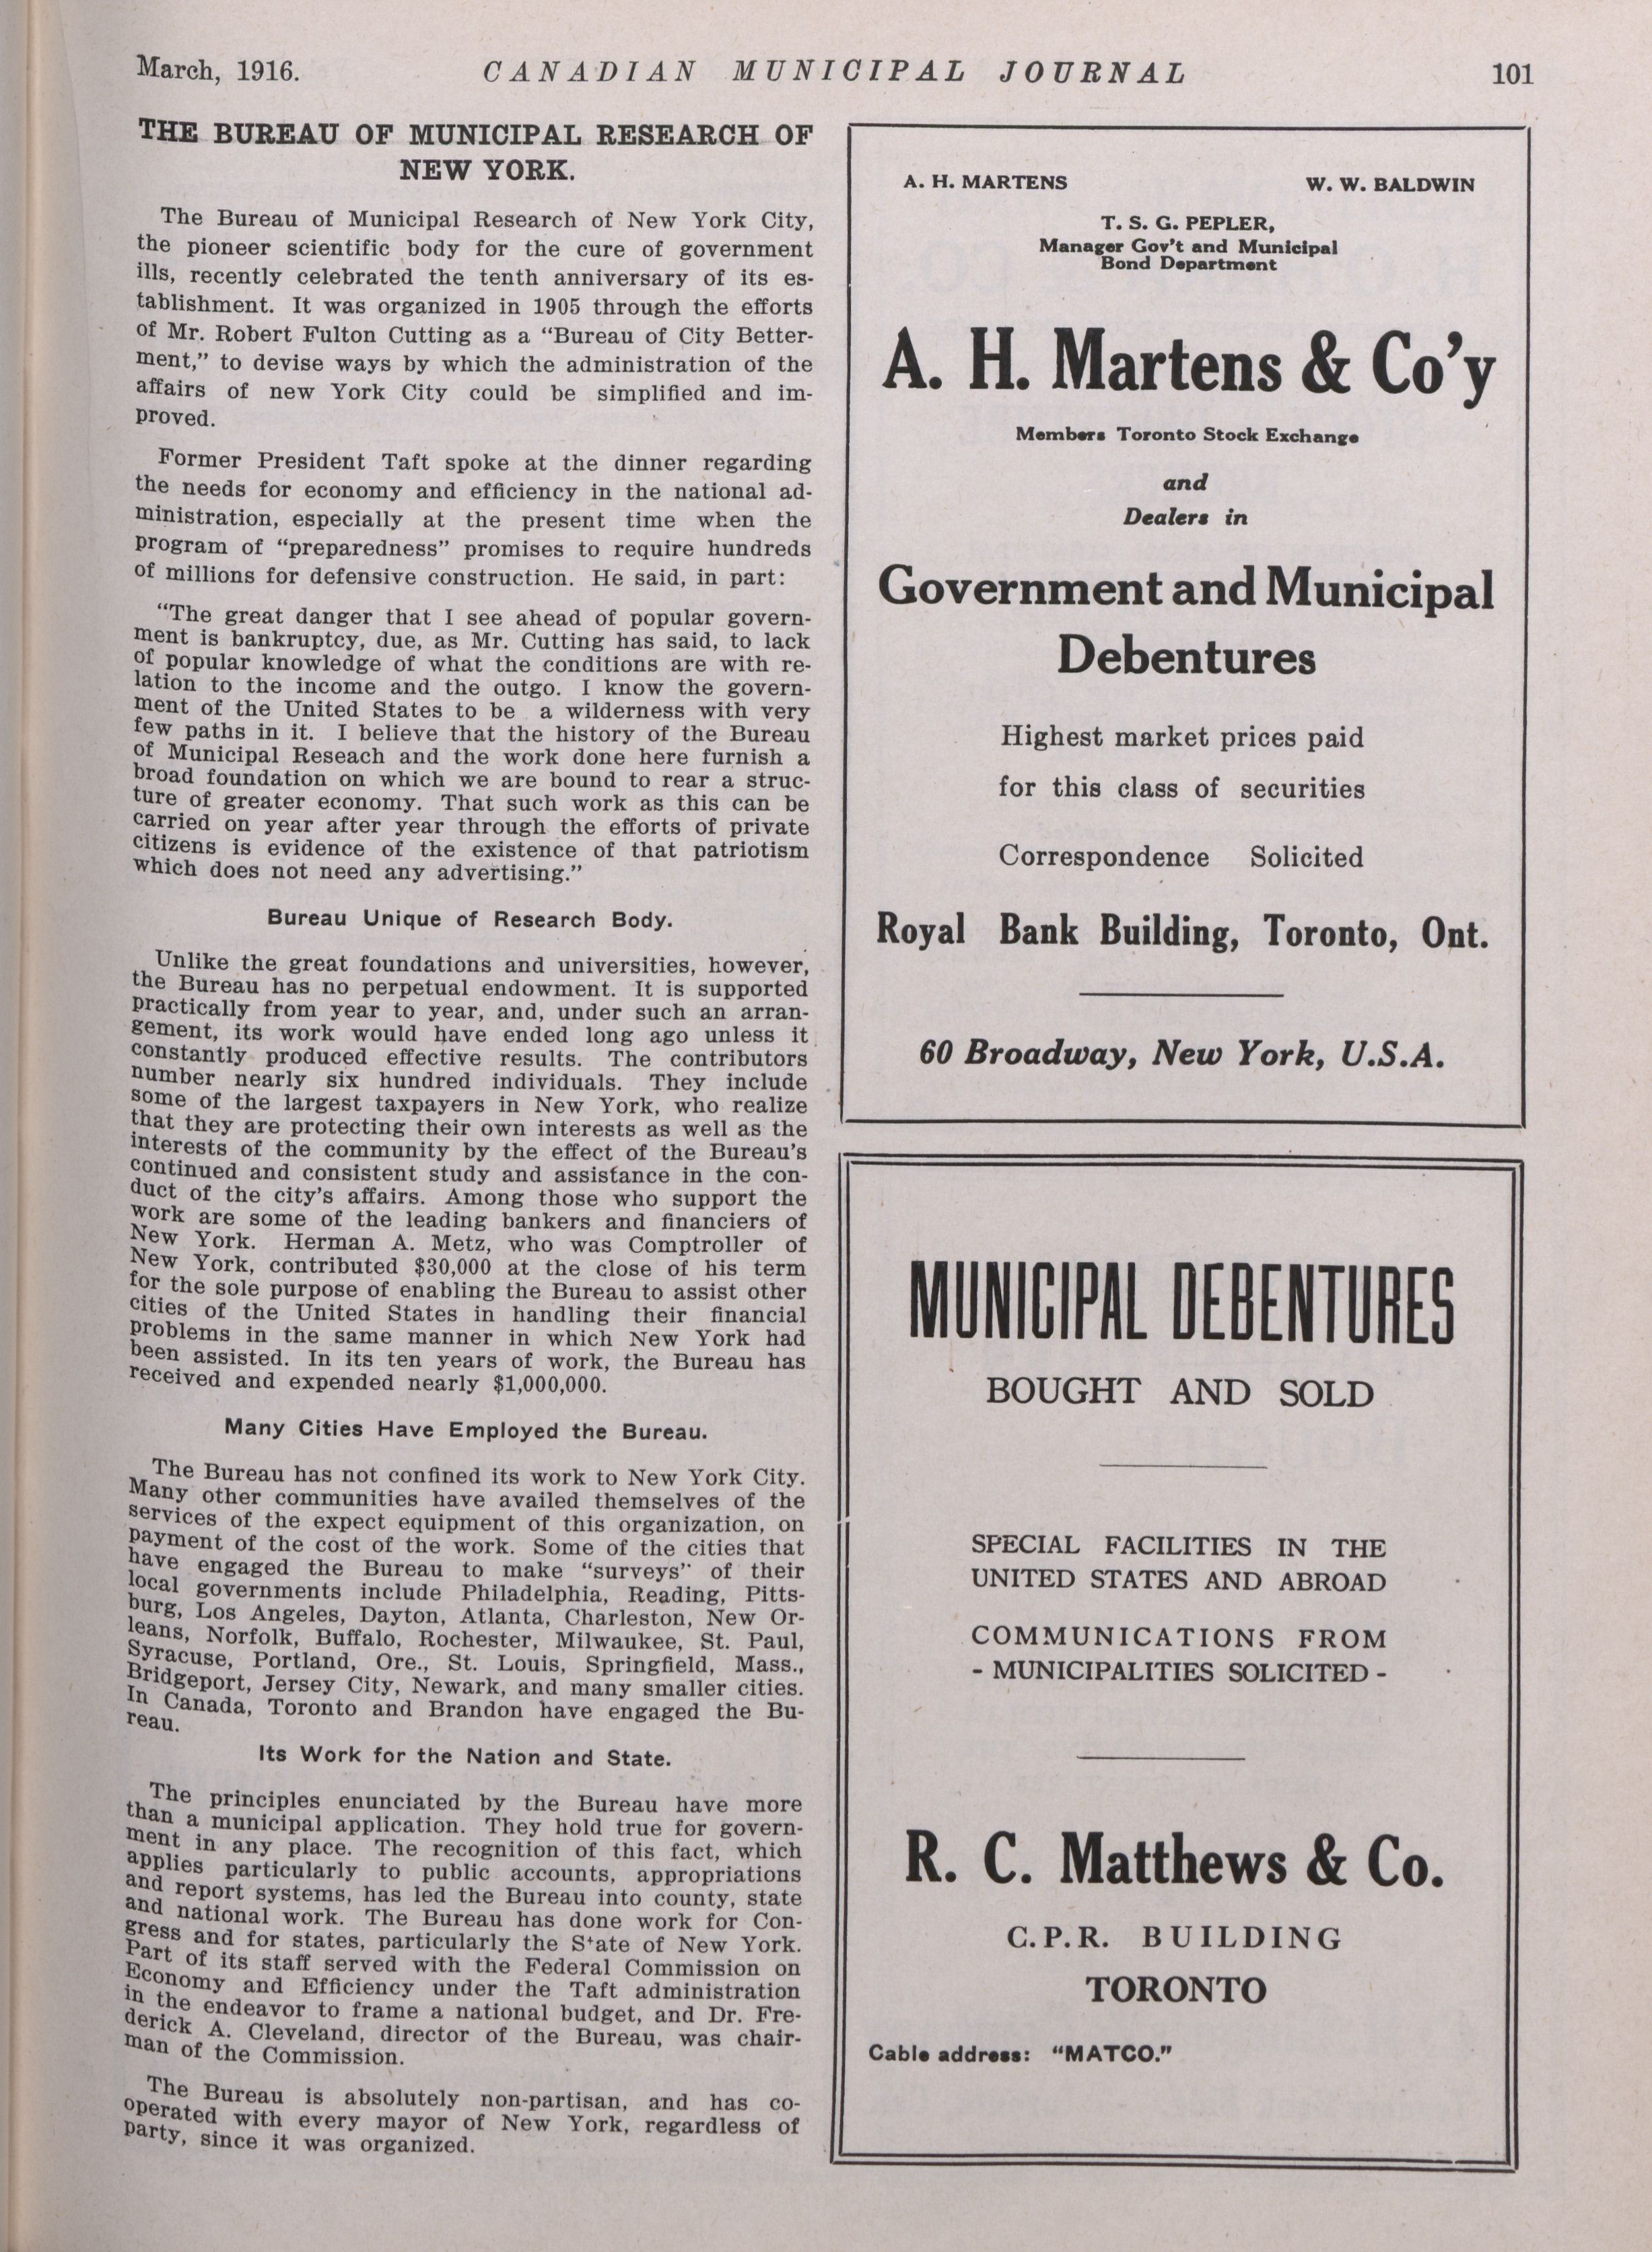 March, 1916.
CANADIAN MUNICIPAL JOURNAL
101
THE BUREAU OF MUNICIPAL RESEARCH OF
NEW YORK.
The Bureau of Municipal Research of New York City,
the pioneer scientific body for the cure of government
ills, recently celebrated the tenth anniversary of its es-
tablishment. It was organized in 1905 through the efforts
of Mr. Robert Fulton Cutting as a "Bureau of City Better-
ment," to devise ways by which the administration of the
affairs of new York City could be simplified and im-
proved.
Former President Taft spoke at the dinner regarding
the needs for economy and efficiency in the national ad-
ministration, especially at the present time when the
program of "preparedness" promises to require hundreds
of millions for defensive construction. He said, in part:
"The great danger that I see ahead of popular govern-
ment is bankruptcy, due, as Mr. Cutting has said, to lack
of popular knowledge of what the conditions are with re-
lation to the income and the outgo. I know the govern-
ment of the United States to be a wilderness with very
few paths in it. I believe that the history of the Bureau
of Municipal Reseach and the work done here furnish a
broad foundation on which we are bound to rear a struc-
ture of greater economy. That such work as this can be
carried on year after year through the efforts of private
citizens is evidence of the existence of that patriotism
which does not need any advertising."
Bureau Unique of Research Body.
Unlike the great foundations and universities, however,
the Bureau has no perpetual endowment. It is supported
practically from year to year, and, under such an arran-
gement, its work would have ended long ago unless it
constantly produced effective results. The contributors
number nearly six hundred individuals. They include
some of the largest taxpayers in New York, who realize
that they are protecting their own interests as well as the
interests of the community by the effect of the Bureau's
continued and consistent study and assistance in the con-
duct of the city's affairs. Among those who support the
work are some of the leading bankers and financiers of
New York. Herman A. Metz, who was Comptroller of
New York, contributed $30,000 at the close of his term
for the sole purpose of enabling the Bureau to assist other
cities of the United States in handling their financial
problems in the same manner in which New York had
been assisted. In its ten years of work, the Bureau has
received and expended nearly $1,000,000.
Many Cities Have Employed the Bureau.
The Bureau has not confined its work to New York City.
Many other communities have availed themselves of the
services of the expect equipment of this organization, on
payment of the cost of the work. Some of the cities that
have engaged the Bureau to make "surveys" of their
local governments include Philadelphia, Reading, Pitts-
burg, Los Angeles, Dayton, Atlanta, Charleston, New Or-
leans, Norfolk, Buffalo, Rochester, Milwaukee, St. Paul,
Syracuse, Portland, Ore., St. Louis, Springfield, Mass.,
Bridgeport, Jersey City, Newark, and many smaller cities.
In Canada, Toronto and Brandon have engaged the Bu-
reau.
Its Work for the Nation and State.
The principles enunciated by the Bureau have more
than a municipal application. They hold true for govern-
ment in any place. The recognition of this fact, which
applies particularly to public accounts, appropriations
and report systems, has led the Bureau into county, state
and national work. The Bureau has done work for Con-
gress and for states, particularly the State of New York.
Part of its staff served with the Federal Commission on
Economy and Efficiency under the Taft administration
in the endeavor to frame a national budget, and Dr. Fre-
derick A. Cleveland, director of the Bureau, was chair-
man of the Commission.
The Bureau is absolutely non-partisan, and has co-
operated with every mayor of New York, regardless of
party, since it was organized.
A. H. MARTENS
W. W. BALDWIN
T. S. G. PEPLER,
Manager Gov't and Municipal
Bond Department
A. H. Martens & Co'y
Members Toronto Stock Exchange
and
Dealers in
Government and Municipal
Debentures
Highest market prices paid
for this class of securities
Correspondence Solicited
Royal Bank Building, Toronto, Ont.
60 Broadway, New York, U.S.A.
MUNICIPAL DEBENTURES
BOUGHT AND SOLD
SPECIAL FACILITIES IN THE
UNITED STATES AND ABROAD
COMMUNICATIONS FROM
- MUNICIPALITIES SOLICITED -
R. C. Matthews & Co.
C.P.R. BUILDING
TORONTO
Cable address: "MATCO."